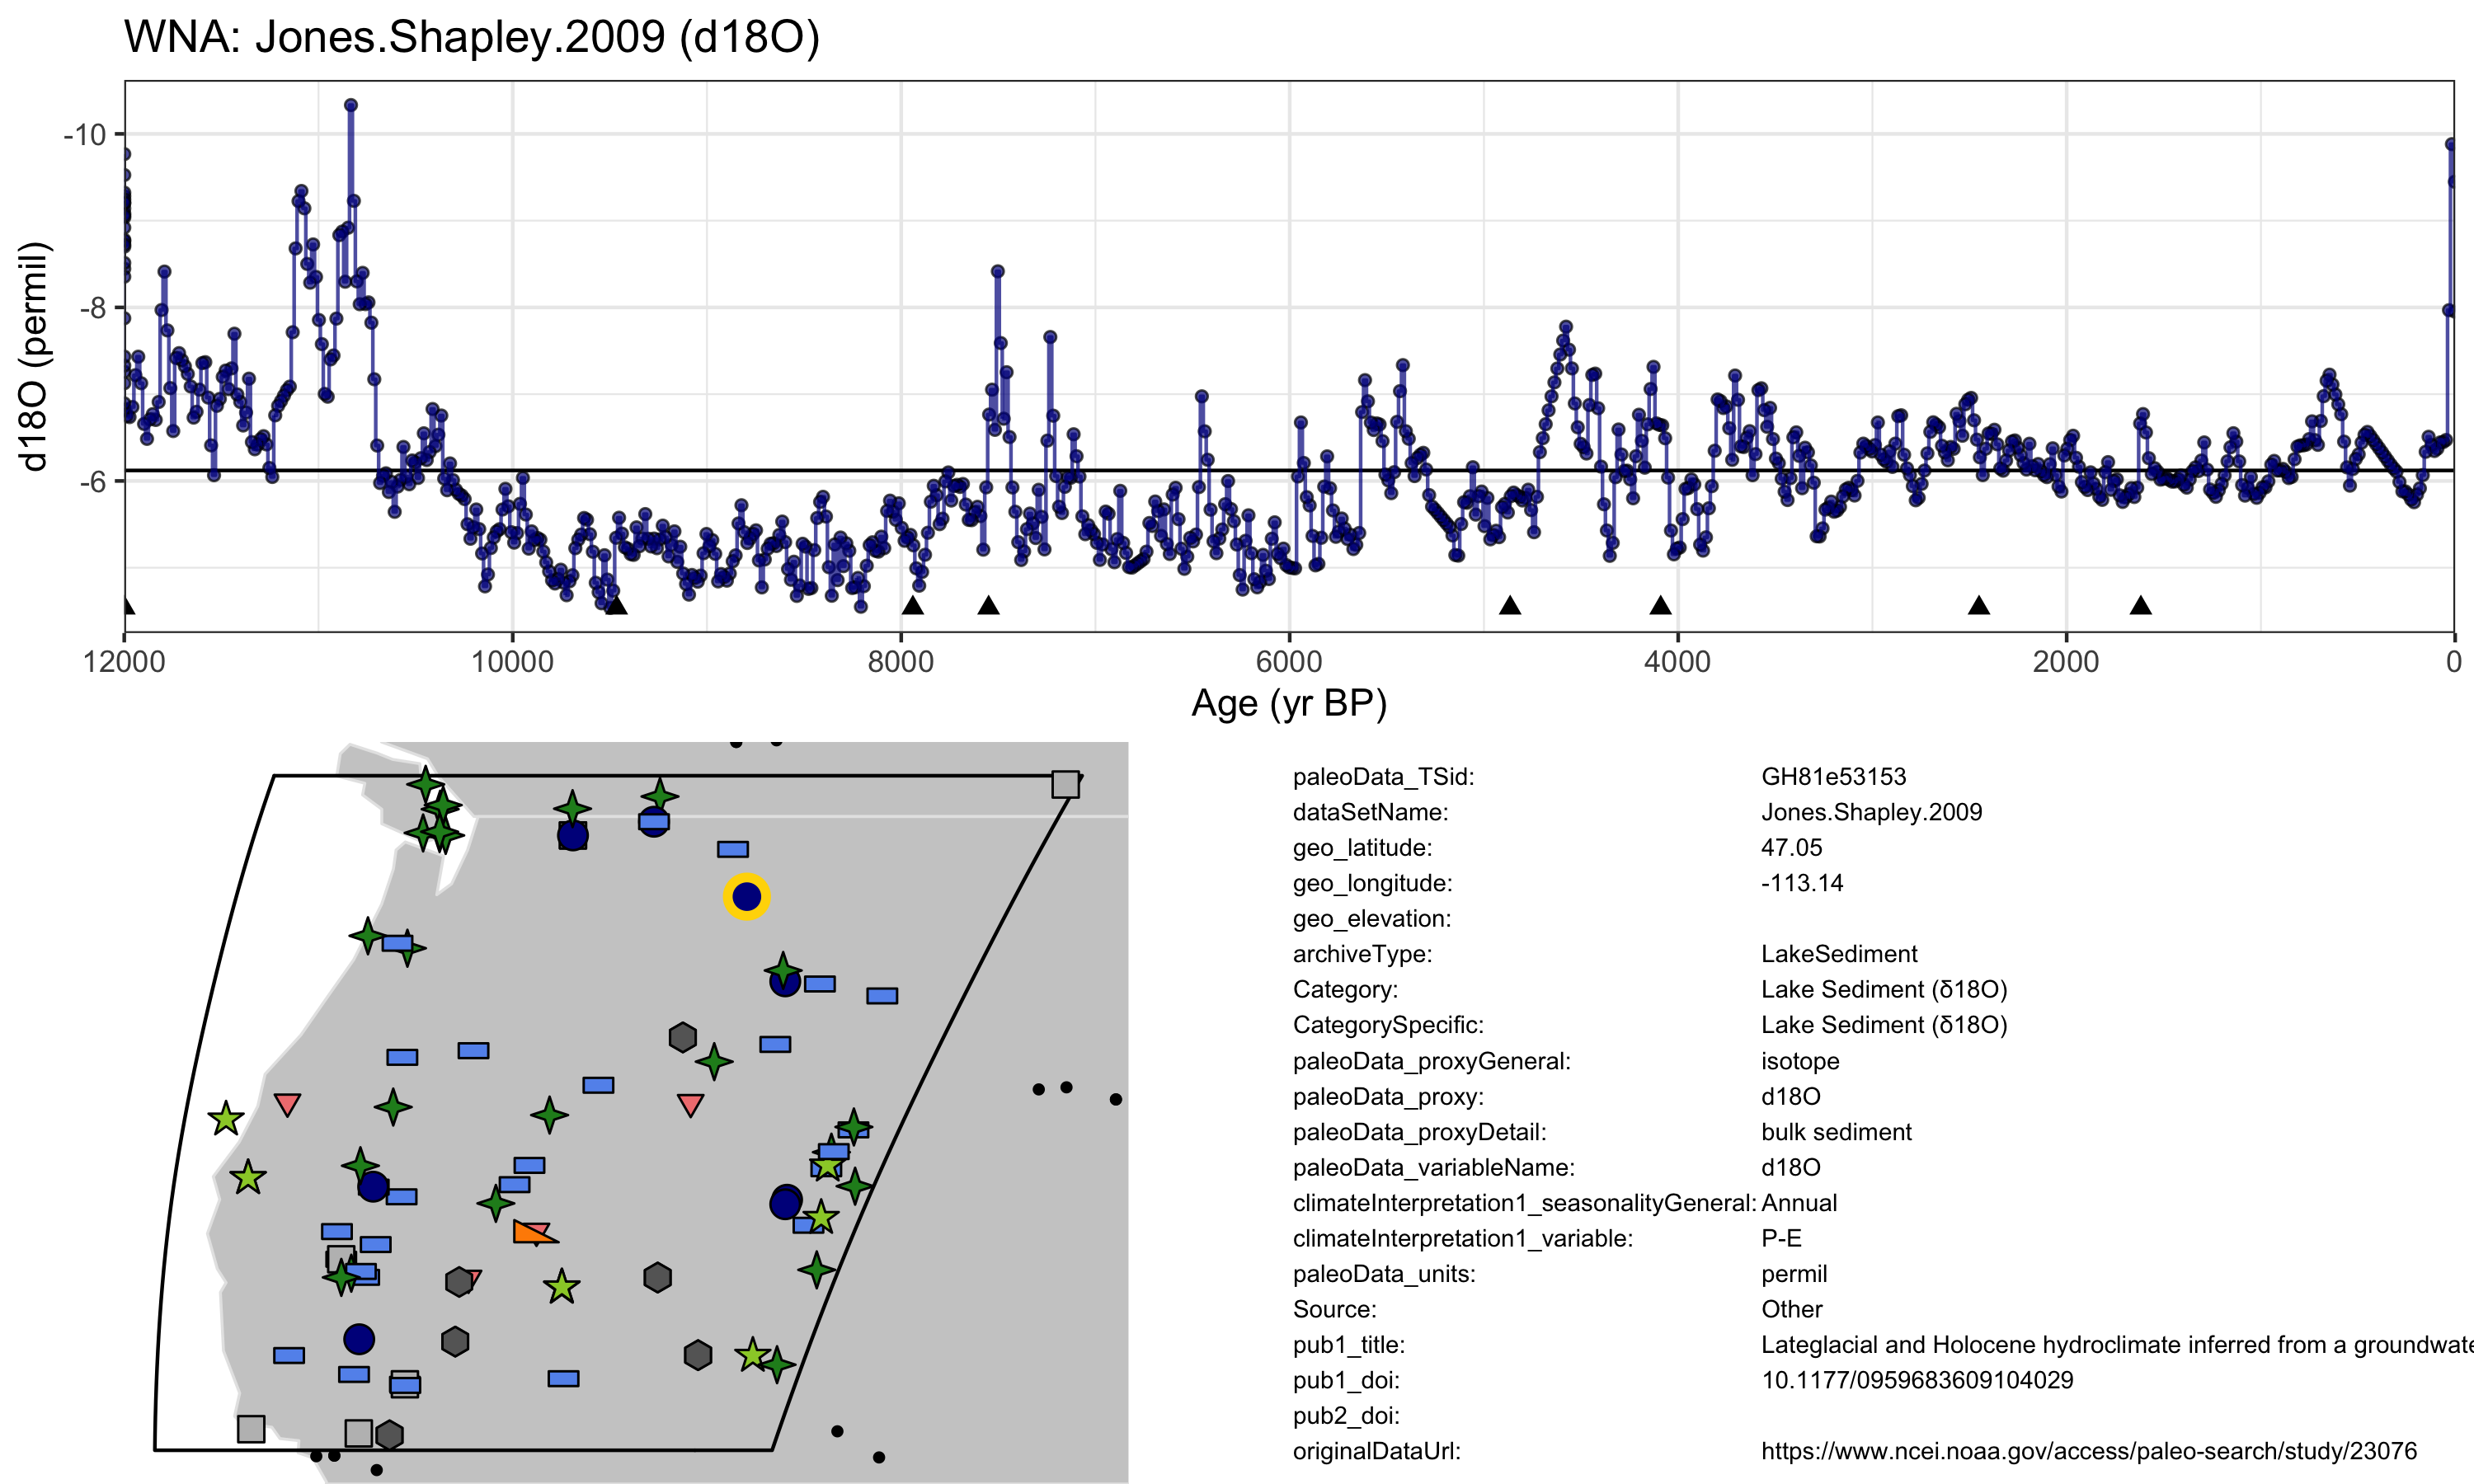 WNA: Jones.Shapley.2009 (d18O)
d18O (permil)
-10
-8
-6
12000 10000 8000 6000 4000 2000 0
Age (yr BP)
paleoData_TSid: GH81e53153
dataSetName: Jones.Shapley.2009
geo_latitude: 47.05
geo_longitude: -113.14
geo_elevation:
archiveType: LakeSediment
Category: Lake Sediment (δ18O)
CategorySpecific: Lake Sediment (δ18O)
paleoData_proxyGeneral: isotope
paleoData_proxy: d18O
paleoData_proxyDetail: bulk sediment
paleoData_variableName: d18O
climateInterpretation1_seasonalityGeneral: Annual
climateInterpretation1_variable: P-E
paleoData_units: permil
Source: Other
pub1_title: Lateglacial and Holocene hydroclimate inferred from a groundwate
pub1_doi: 10.1177/0959683609104029
pub2_doi:
originalDataUrl: https://www.ncei.noaa.gov/access/paleo-search/study/23076